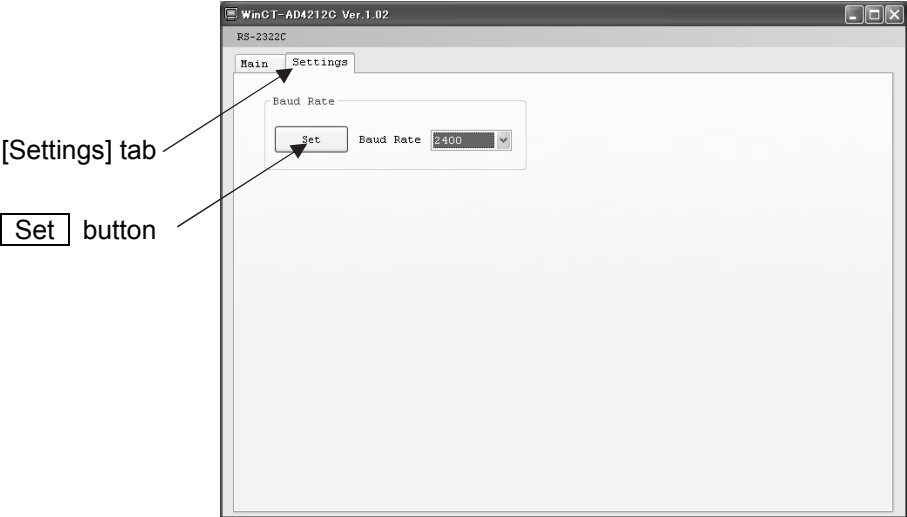 WinCT-AD4212C Ver.1.02
RS-2322C
Main Settings
Baud Rate
Set Baud Rate 2400
[Settings] tab
Set button